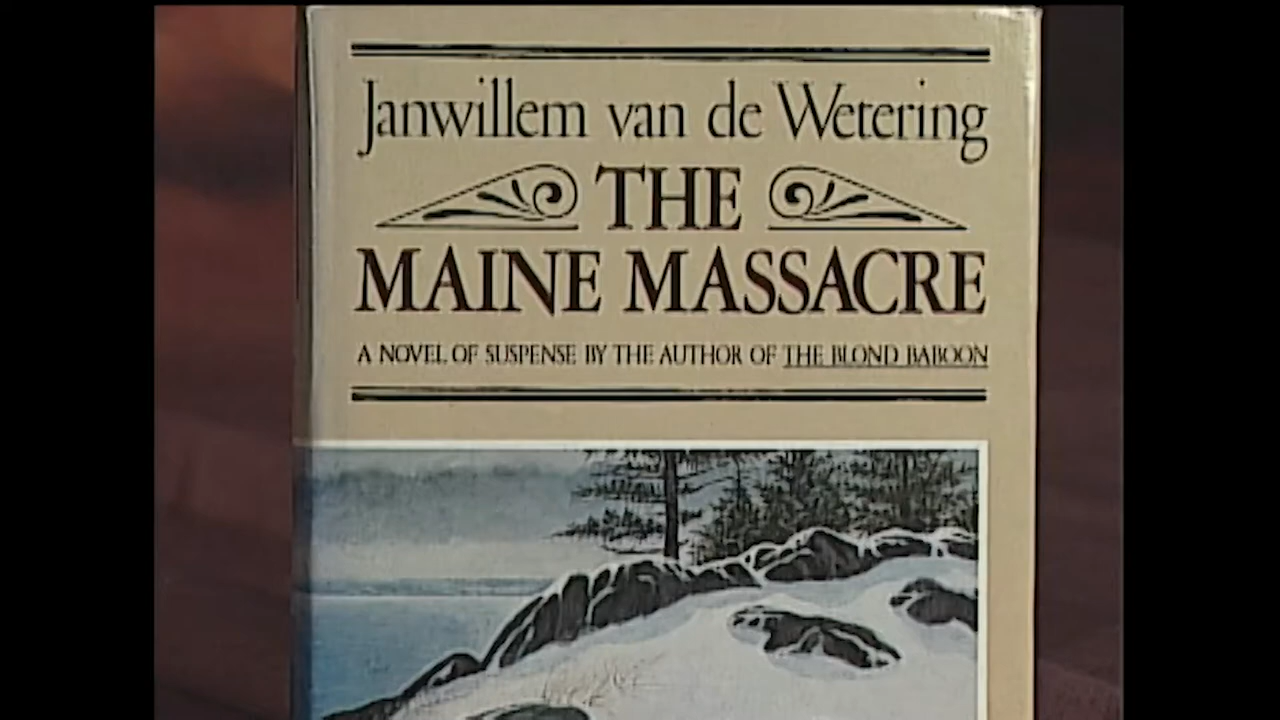 Janwillem van de Wetering
THE
MAINE MASSACRE
A NOVEL OF SUSPENSE BY THE AUTHOR OF THE BLOND BABOON